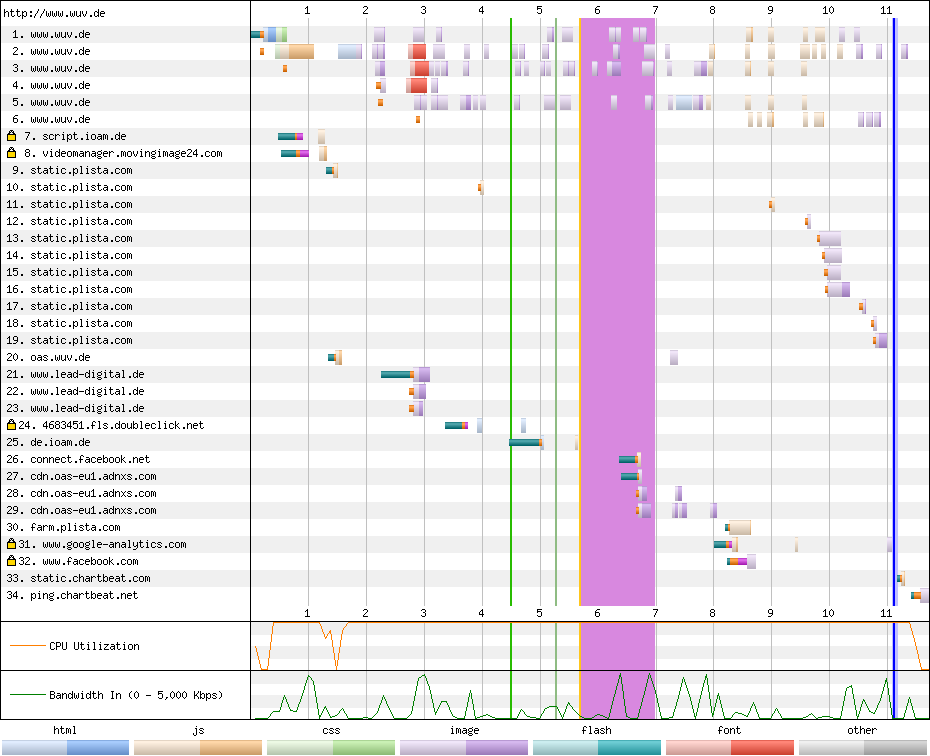 http://www.wuv.de
1 2 3 4 5 6 7 8 9 10 11
1. www.wuv.de
2. www.wuv.de
3. www.wuv.de
4. www.wuv.de
5. www.wuv.de
6. www.wuv.de
7. script.ioam.de
8. videomanager.movingimage24.com
9. static.plista.com
10. static.plista.com
11. static.plista.com
12. static.plista.com
13. static.plista.com
14. static.plista.com
15. static.plista.com
16. static.plista.com
17. static.plista.com
18. static.plista.com
19. static.plista.com
20. oas.wuv.de
21. www.lead-digital.de
22. www.lead-digital.de
23. www.lead-digital.de
24. 4683451.fls.doubleclick.net
25. de.ioam.de
26. connect.facebook.net
27. cdn.oas-eu1.adnxs.com
28. cdn.oas-eu1.adnxs.com
29. cdn.oas-eu1.adnxs.com
30. farm.plista.com
31. www.google-analytics.com
32. www.facebook.com
33. static.chartbeat.com
34. ping.chartbeat.net
1 2 3 4 5 6 7 8 9 10 11
CPU Utilization
Bandwidth In (0 - 5,000 Kbps)
html js css image flash font other